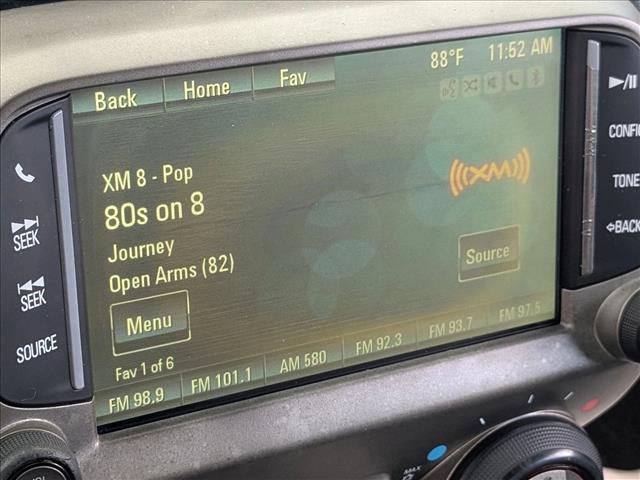 88°F 11:52 AM
Back Home Fav
XM 8 - Pop
80s on 8
XM
Journey
Open Arms (82)
Source
Menu
Fav 1 of 6
FM 98.9 FM 101.1 AM 580 FM 92.3 FM 93.7 FM 97.5
SEEK
SEEK
SOURCE
CONFIG
TONE
BACK
MAX